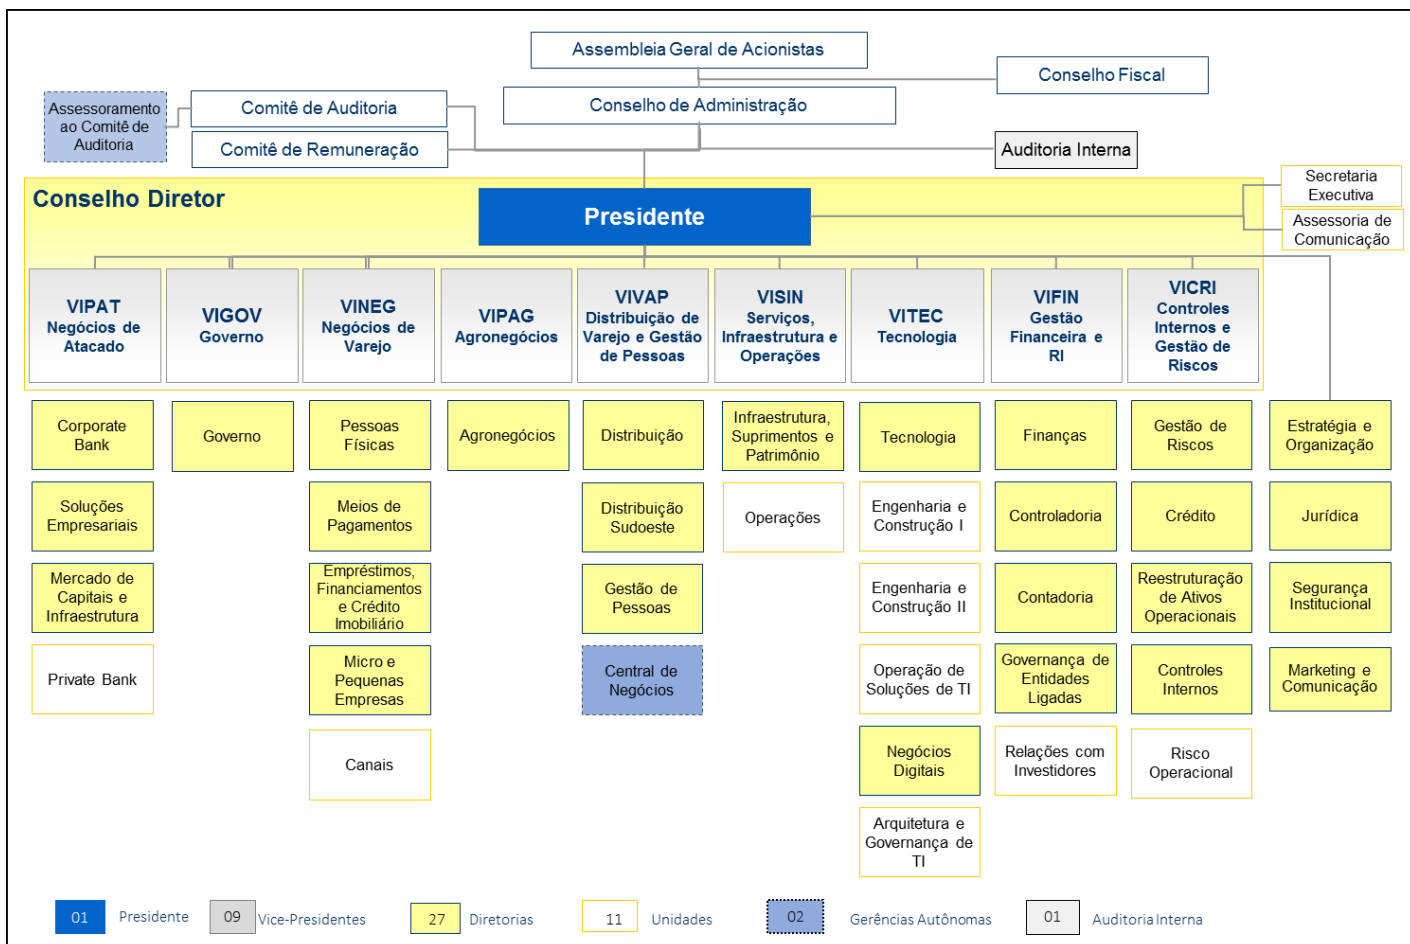 Assembleia Geral de Acionistas
Conselho Fiscal
Conselho de Administração
Assessoramento
ao Comitê de
Auditoria
Comitê de Auditoria
Comitê de Remuneração
Auditoria Interna
Secretaria
Executiva
Assessoria de
Comunicação
Conselho Diretor
Presidente
VIPAT
Negócios de
Atacado
VIGOV
Governo
VINEG
Negócios de
Varejo
VIPAG
Agronegócios
VIVAP
Distribuição de
Varejo e Gestão
de Pessoas
VISIN
Serviços,
Infraestrutura e
Operações
VITEC
Tecnologia
VIFIN
Gestão
Financeira e
RI
VICRI
Controles
Internos e
Gestão de
Riscos
Corporate
Bank
Governo
Pessoas
Físicas
Agronegócios
Distribuição
Infraestrutura,
Suprimentos e
Patrimônio
Tecnologia
Finanças
Gestão de
Riscos
Estratégia e
Organização
Soluções
Empresariais
Meios de
Pagamentos
Distribuição
Sudoeste
Operações
Engenharia e
Construção I
Controladoria
Crédito
Jurídica
Mercado de
Capitais e
Infraestrutura
Empréstimos,
Financiamentos
e Crédito
Imobiliário
Gestão de
Pessoas
Engenharia e
Construção II
Contadoria
Reestruturação
de Ativos
Operacionais
Segurança
Institucional
Private Bank
Micro e
Pequenas
Empresas
Central de
Negócios
Operação de
Soluções de TI
Governança de
Entidades
Ligadas
Controles
Internos
Marketing e
Comunicação
Canais
Negócios
Digitais
Relações com
Investidores
Risco
Operacional
Arquitetura e
Governança de
TI
01 Presidente
09 Vice-Presidentes
27 Diretorias
11 Unidades
02 Gerências Autônomas
01 Auditoria Interna